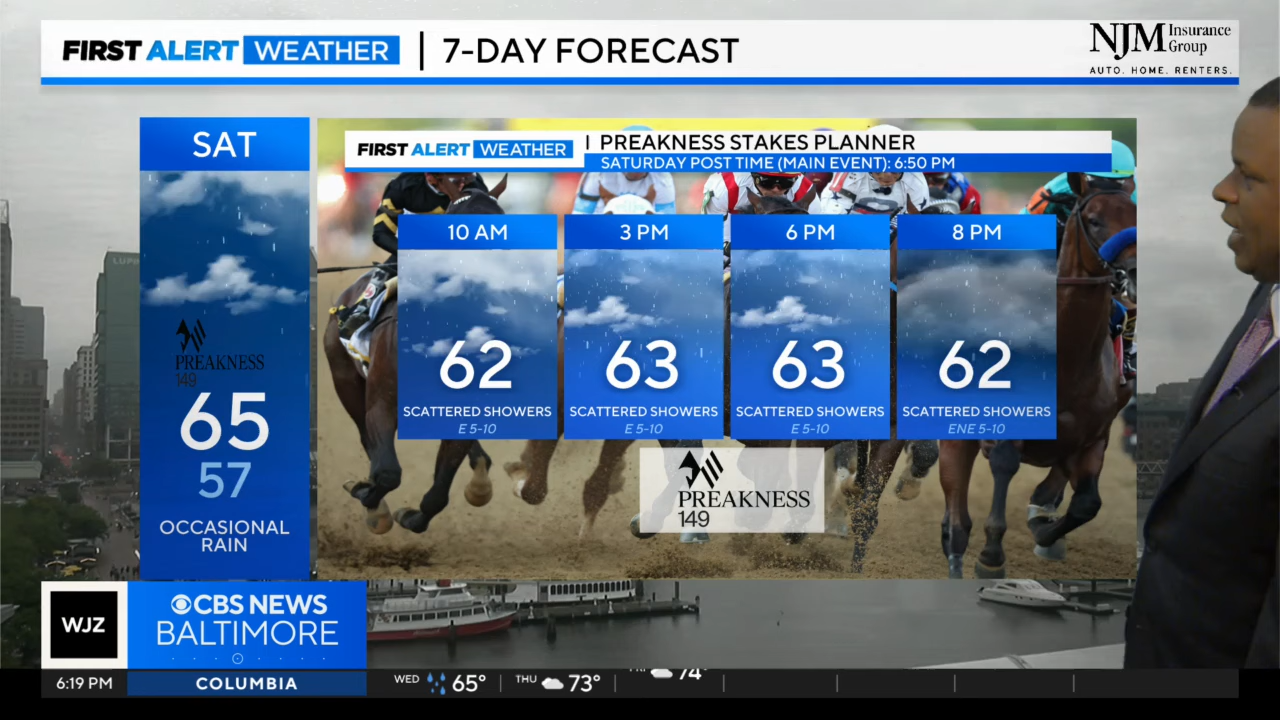 FIRST ALERT WEATHER | 7-DAY FORECAST
NJM Insurance Group
AUTO. HOME. RENTERS.
SAT
PREAKNESS
149
65
57
OCCASIONAL
RAIN
FIRST ALERT WEATHER | PREAKNESS STAKES PLANNER
SATURDAY POST TIME (MAIN EVENT): 6:50 PM
10 AM 3 PM 6 PM 8 PM
62 63 63 62
SCATTERED SHOWERS SCATTERED SHOWERS SCATTERED SHOWERS SCATTERED SHOWERS
E 5-10 E 5-10 E 5-10 ENE 5-10
PREAKNESS
149
WJZ
CBS NEWS
BALTIMORE
6:19 PM COLUMBIA WED 65° THU 73° 74°